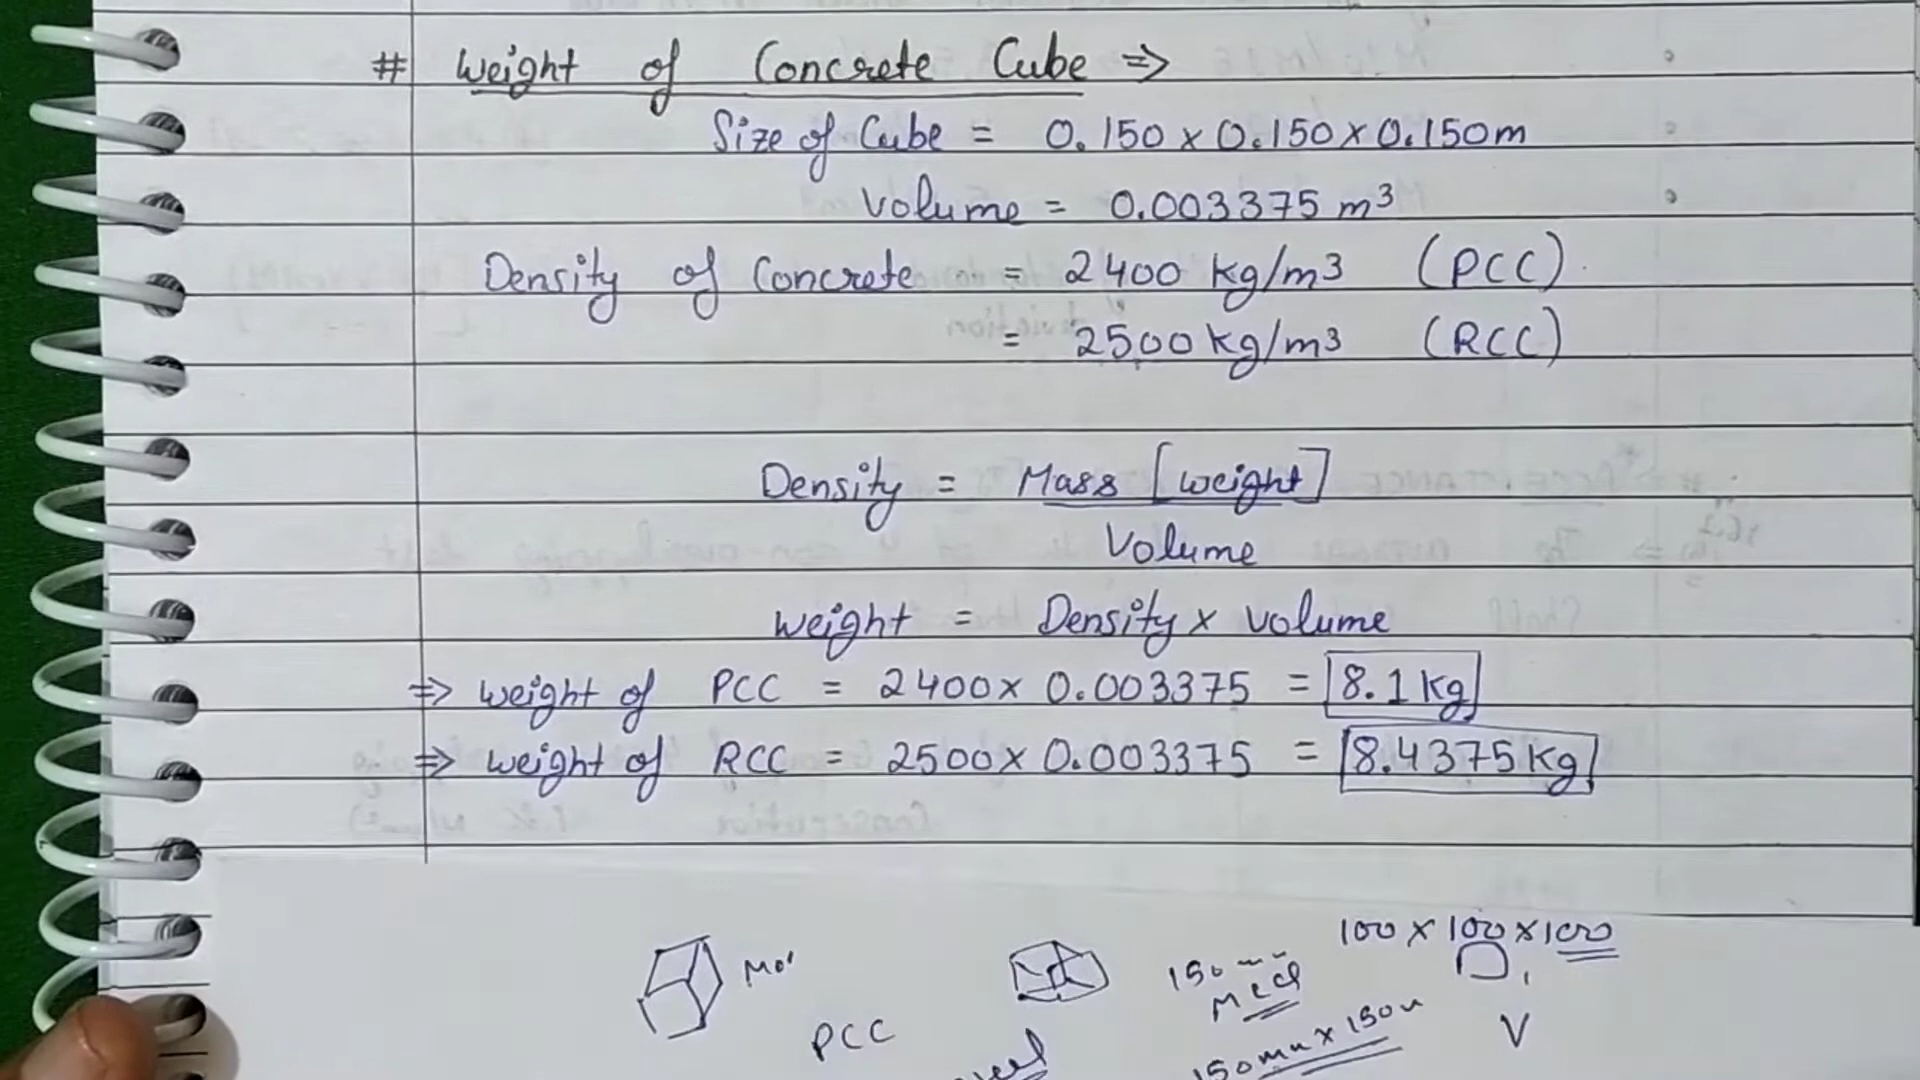 # Weight of Concrete Cube ⇒
Size of Cube = 0.150 x 0.150 x 0.150m
Volume = 0.003375 m³
Density of Concrete = 2400 kg/m3 (PCC)
= 2500 kg/m3 (RCC)
Density = Mass [weight]
Volume
weight = Density x volume
⇒ weight of PCC = 2400 x 0.003375 = 8.1 kg
⇒ weight of RCC = 2500 x 0.003375 = 8.4375 Kg
100 x 100 x 100
150
PCC
V